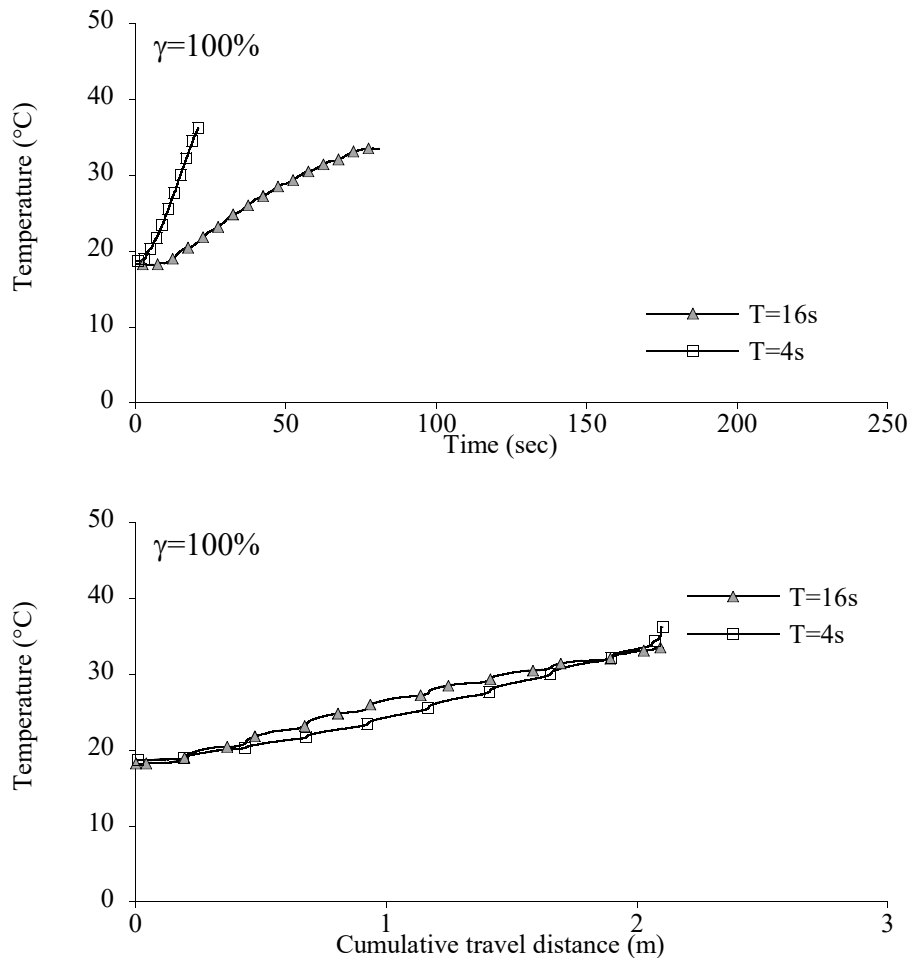 50
γ=100%
40
30
20
10
0
Temperature (°C)
T=16s
T=4s
0 50 100 150 200 250
Time (sec)
50
γ=100%
40
30
20
10
0
Temperature (°C)
T=16s
T=4s
0 1 2 3
Cumulative travel distance (m)